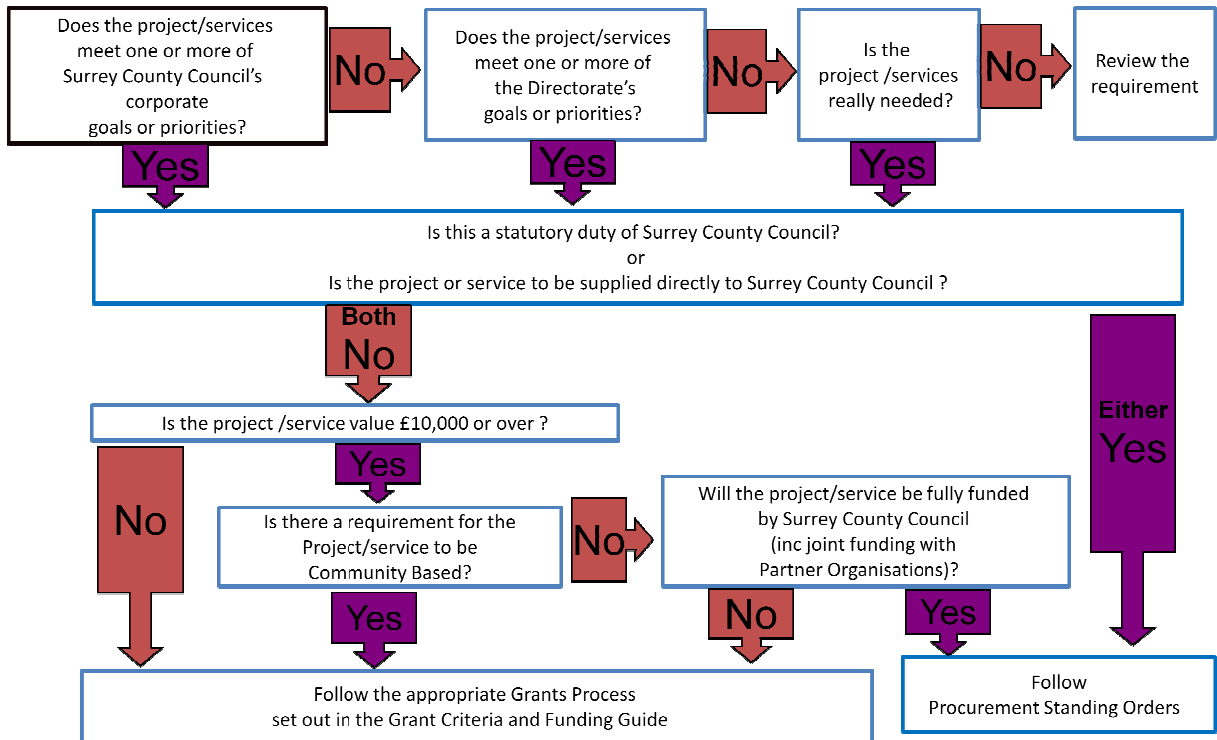 Does the project/services
meet one or more of
Surrey County Council's
corporate
goals or priorities?
No
Does the project/services
meet one or more of
the Directorate's
goals or priorities?
No
Is the
project /services
really needed?
No
Review the
requirement
Yes
Yes
Yes
Is this a statutory duty of Surrey County Council?
or
Is the project or service to be supplied directly to Surrey County Council ?
Both
No
Either
Yes
Is the project /service value £10,000 or over ?
No
Yes
Is there a requirement for the
Project/service to be
Community Based?
No
Will the project/service be fully funded
by Surrey County Council
(inc joint funding with
Partner Organisations)?
Yes
No
Yes
Follow the appropriate Grants Process
set out in the Grant Criteria and Funding Guide
Follow
Procurement Standing Orders